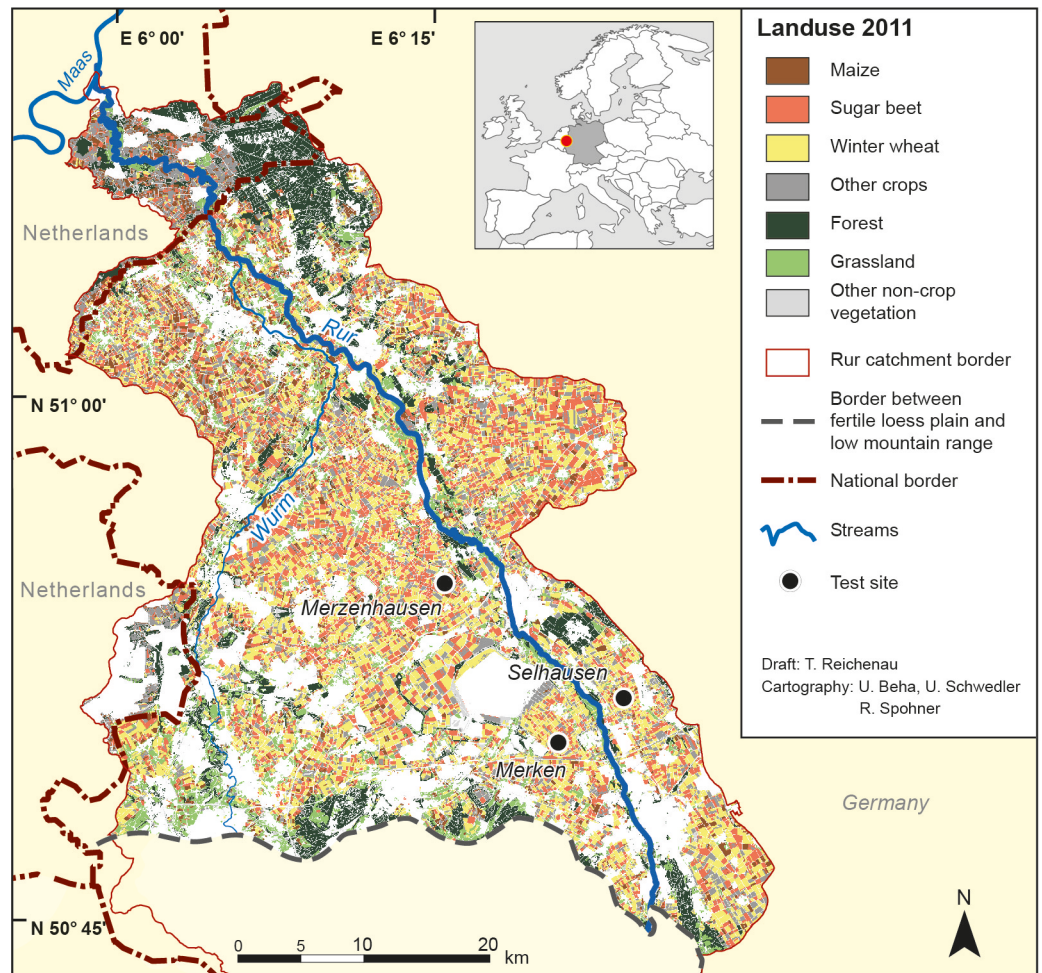 E 6° 00'
E 6° 15'
Maas
Netherlands
Rur
N 51° 00'
Wurm
Netherlands
Merzenhausen
Selhausen
Merken
Germany
N 50° 45'
0 5 10 20
km
N
Landuse 2011
Maize
Sugar beet
Winter wheat
Other crops
Forest
Grassland
Other non-crop
vegetation
Rur catchment border
Border between
fertile loess plain and
low mountain range
National border
Streams
Test site
Draft: T. Reichenau
Cartography: U. Beha, U. Schwedler
R. Spohner